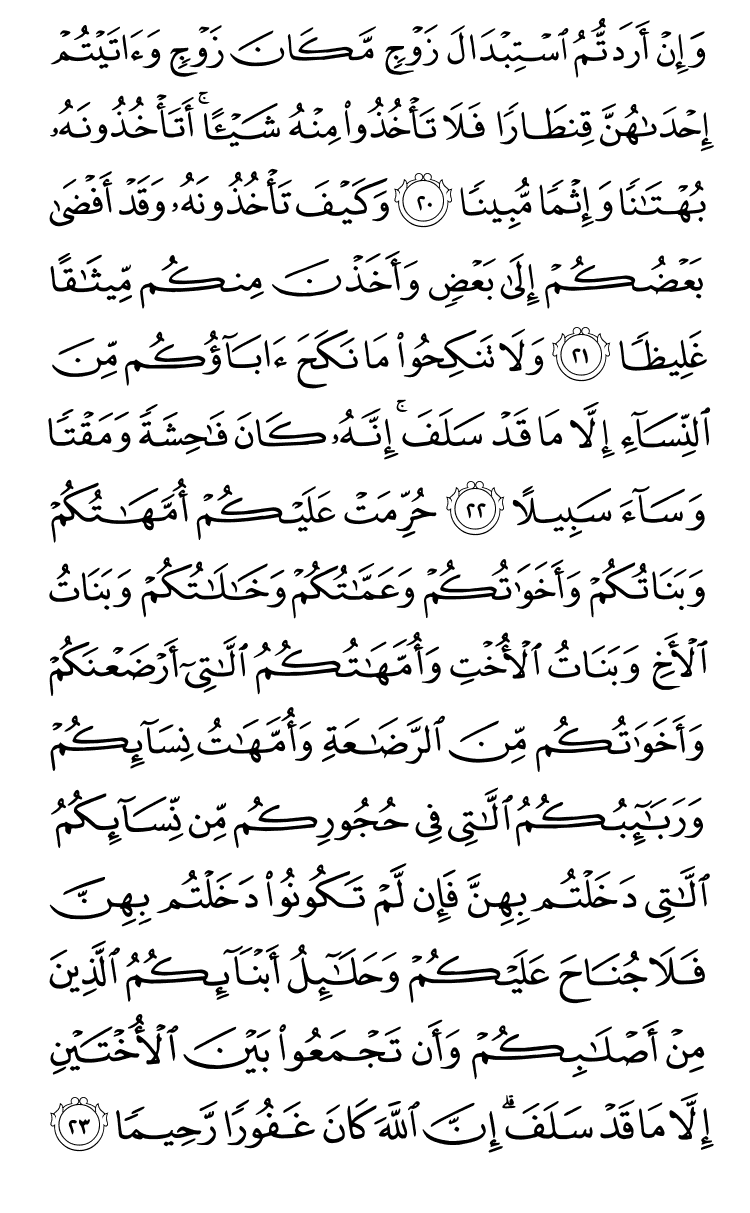 وَإِنۡ أَرَدتُّمُ ٱسۡتِبۡدَالَ زَوۡجٖ مَّكَانَ زَوۡجٖ وَءَاتَيۡتُمۡ
إِحۡدَىٰهُنَّ قِنطَارٗا فَلَا تَأۡخُذُواْ مِنۡهُ شَيۡـًٔاۚ أَتَأۡخُذُونَهُۥ
بُهۡتَٰنٗا وَإِثۡمٗا مُّبِينٗا ٢٠ وَكَيۡفَ تَأۡخُذُونَهُۥ وَقَدۡ أَفۡضَىٰ
بَعۡضُكُمۡ إِلَىٰ بَعۡضٖ وَأَخَذۡنَ مِنكُم مِّيثَٰقًا
غَلِيظٗا ٢١ وَلَا تَنكِحُواْ مَا نَكَحَ ءَابَآؤُكُم مِّنَ
ٱلنِّسَآءِ إِلَّا مَا قَدۡ سَلَفَۚ إِنَّهُۥ كَانَ فَٰحِشَةٗ وَمَقۡتٗا
وَسَآءَ سَبِيلًا ٢٢ حُرِّمَتۡ عَلَيۡكُمۡ أُمَّهَٰتُكُمۡ
وَبَنَاتُكُمۡ وَأَخَوَٰتُكُمۡ وَعَمَّٰتُكُمۡ وَخَٰلَٰتُكُمۡ وَبَنَاتُ
ٱلۡأَخِ وَبَنَاتُ ٱلۡأُخۡتِ وَأُمَّهَٰتُكُمُ ٱلَّٰتِيٓ أَرۡضَعۡنَكُمۡ
وَأَخَوَٰتُكُم مِّنَ ٱلرَّضَٰعَةِ وَأُمَّهَٰتُ نِسَآئِكُمۡ
وَرَبَٰٓئِبُكُمُ ٱلَّٰتِي فِي حُجُورِكُم مِّن نِّسَآئِكُمُ
ٱلَّٰتِي دَخَلۡتُم بِهِنَّ فَإِن لَّمۡ تَكُونُواْ دَخَلۡتُم بِهِنَّ
فَلَا جُنَاحَ عَلَيۡكُمۡ وَحَلَٰٓئِلُ أَبۡنَآئِكُمُ ٱلَّذِينَ
مِنۡ أَصۡلَٰبِكُمۡ وَأَن تَجۡمَعُواْ بَيۡنَ ٱلۡأُخۡتَيۡنِ
إِلَّا مَا قَدۡ سَلَفَۗ إِنَّ ٱللَّهَ كَانَ غَفُورٗا رَّحِيمٗا ٢٣